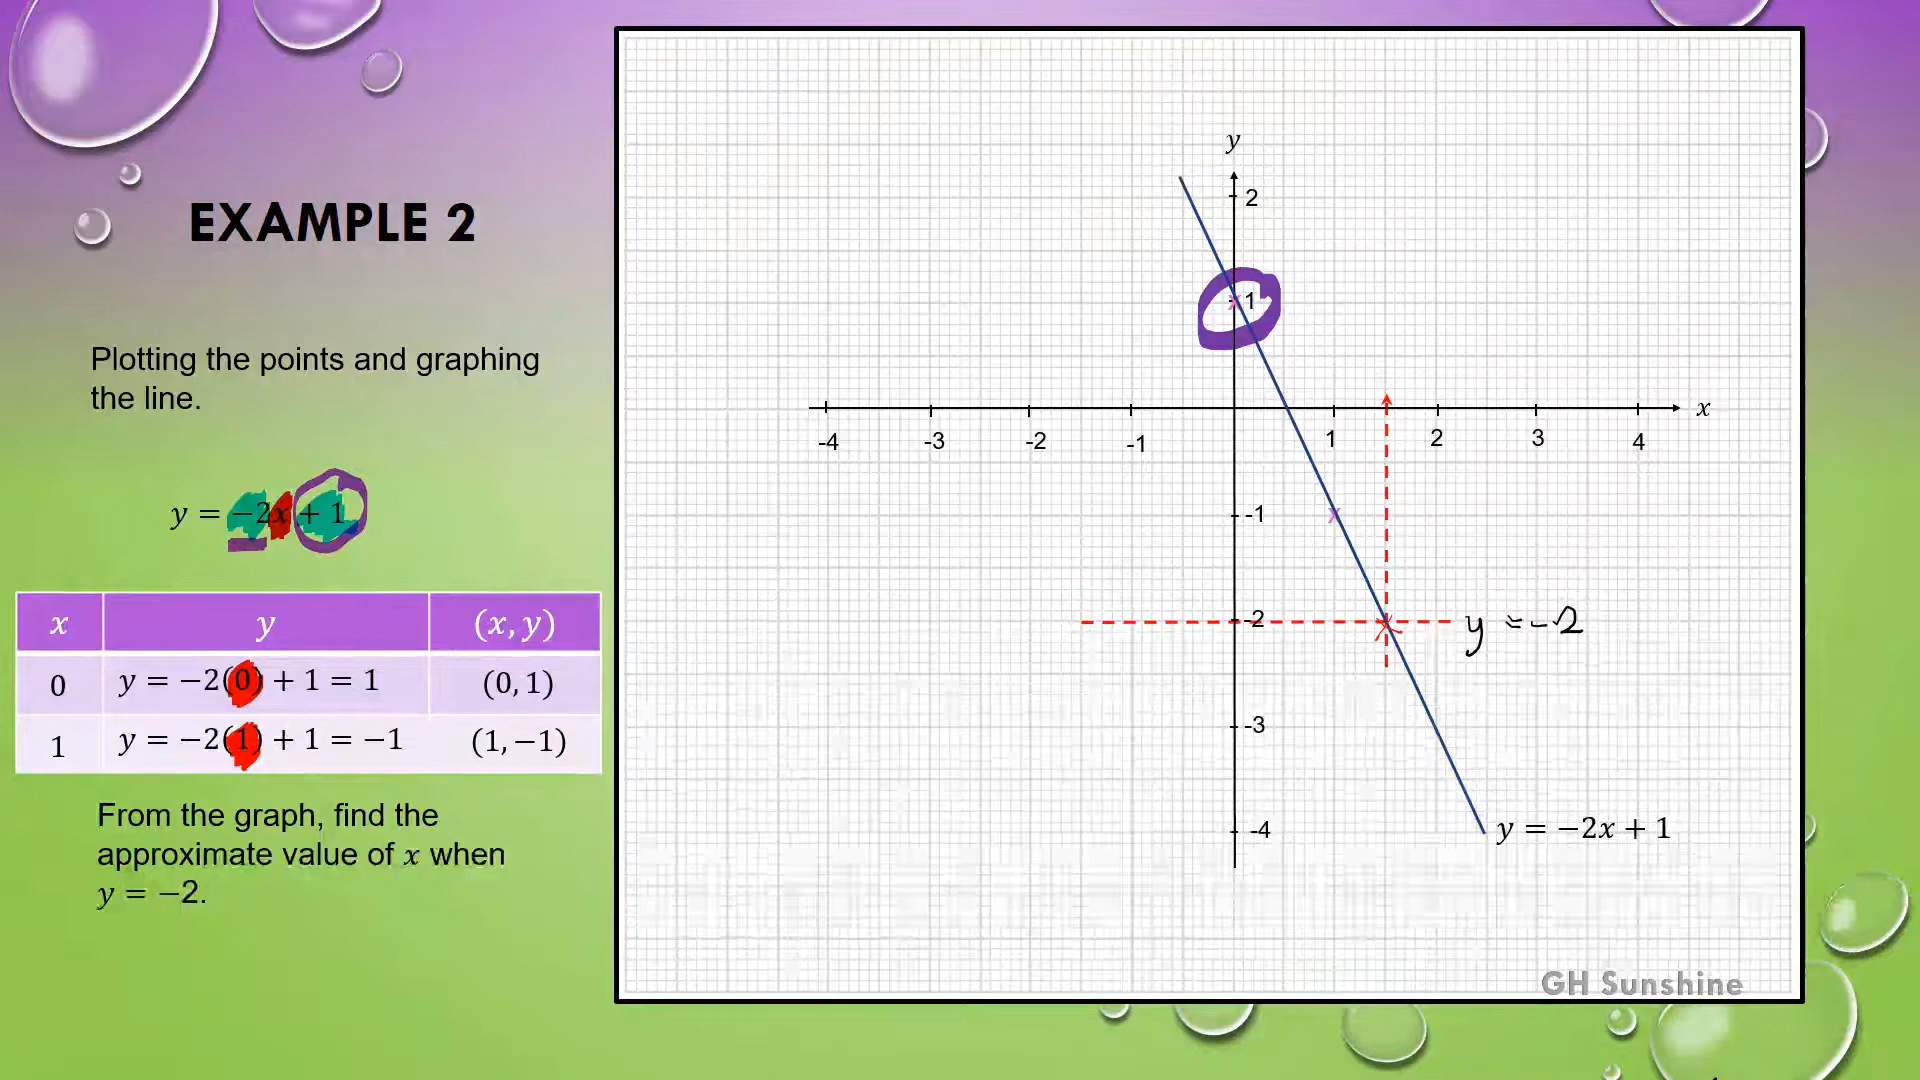 EXAMPLE 2
Plotting the points and graphing
the line.
y = −2x + 1
x y (x, y)
0 y = −2(0) + 1 = 1 (0, 1)
1 y = −2(1) + 1 = −1 (1, −1)
From the graph, find the
approximate value of x when
y = −2.
y
2
1
x
-4 -3 -2 -1 1 2 3 4
-1
-2 y = -2
-3
-4 y = −2x + 1
GH Sunshine